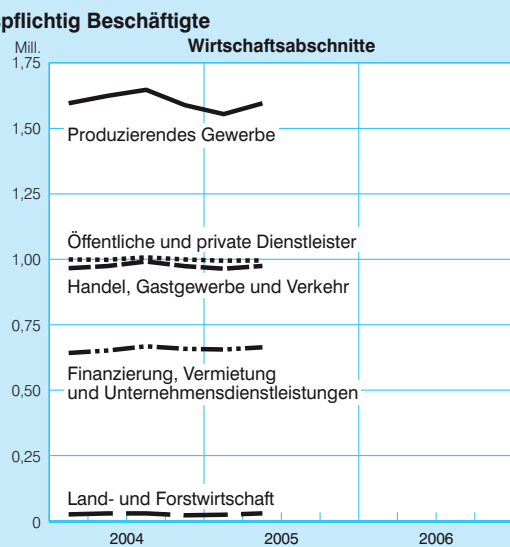 pflichtig Beschäftigte
Mill.
Wirtschaftsabschnitte
1,75
1,50
Produzierendes Gewerbe
1,25
Öffentliche und private Dienstleister
1,00
Handel, Gastgewerbe und Verkehr
0,75
Finanzierung, Vermietung
und Unternehmensdienstleistungen
0,50
0,25
Land- und Forstwirtschaft
0
2004
2005
2006